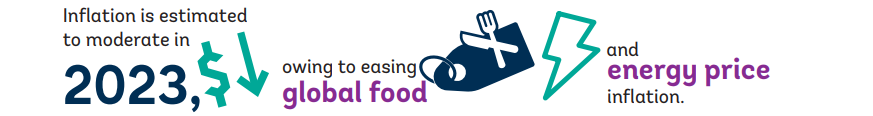 Inflation is estimated
to moderate in
2023, $
owing to easing
global food
and
energy price
inflation.